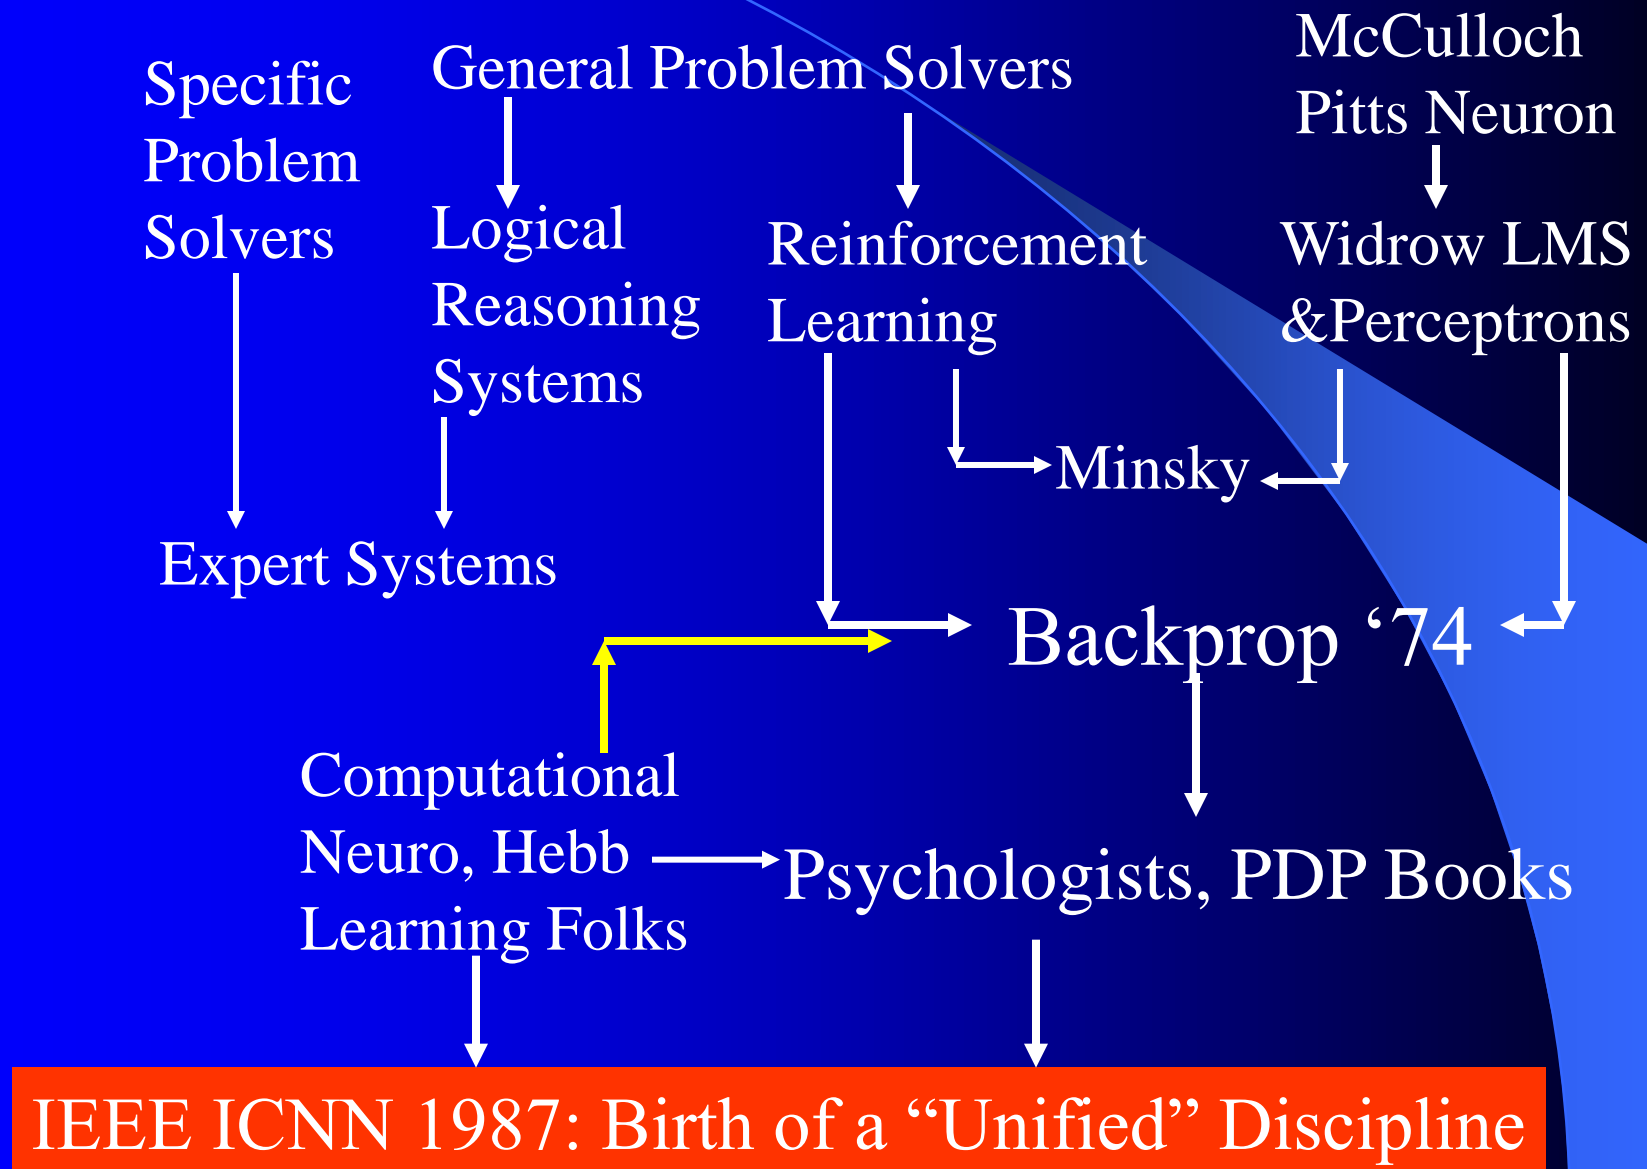 Specific
Problem
Solvers
General Problem Solvers
McCulloch
Pitts Neuron
Logical
Reasoning
Systems
Reinforcement
Learning
Widrow LMS
&Perceptrons
Minsky
Expert Systems
Backprop ‘74
Computational
Neuro, Hebb
Learning Folks
Psychologists, PDP Books
IEEE ICNN 1987: Birth of a “Unified” Discipline